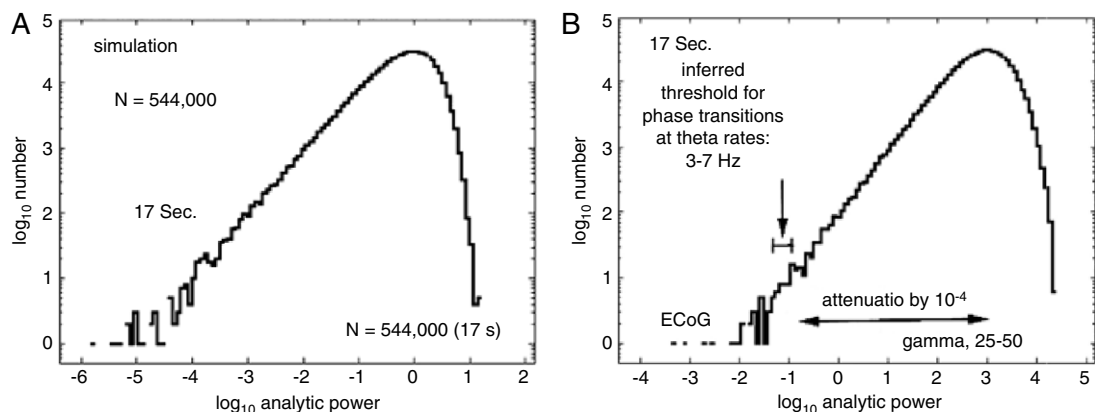 A
simulation
N = 544,000
17 Sec.
N = 544,000 (17 s)
log10 number
5
4
3
2
1
0
-6 -5 -4 -3 -2 -1 0 1 2
log10 analytic power
B
17 Sec.
inferred
threshold for
phase transitions
at theta rates:
3-7 Hz
ECoG
attenuatio by 10-4
gamma, 25-50
log10 number
5
4
3
2
1
0
-4 -3 -2 -1 0 1 2 3 4 5
log10 analytic power